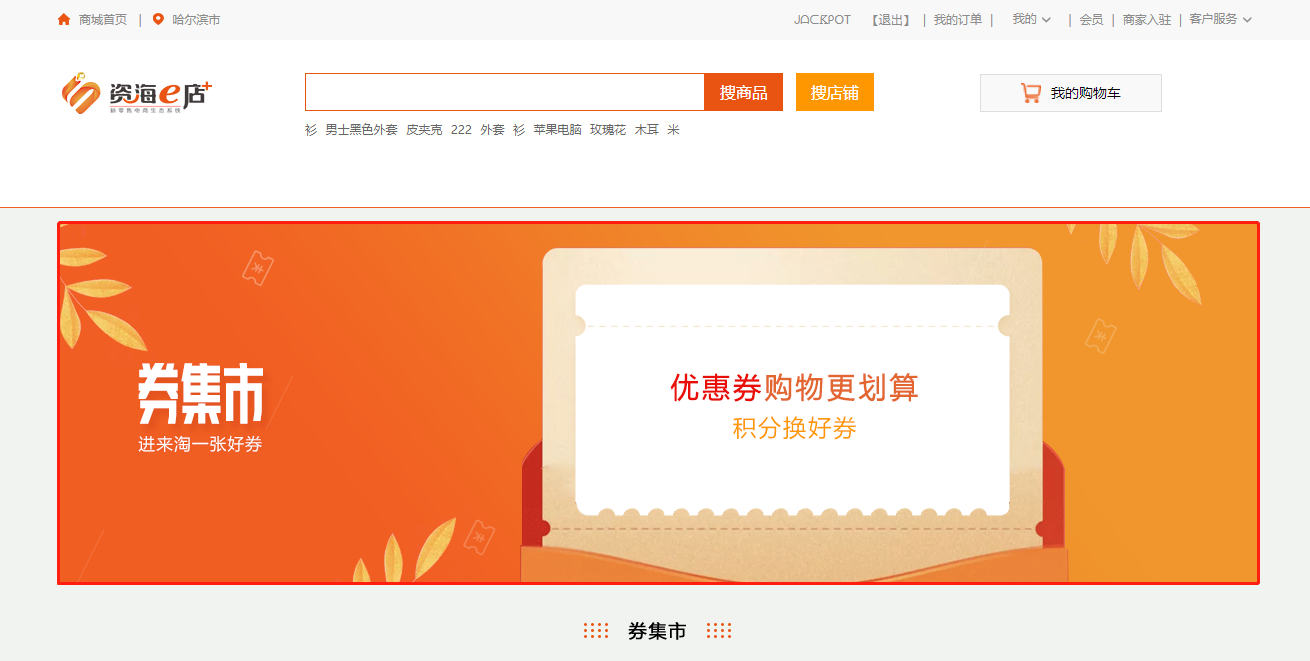 商城首页 | 哈尔滨市
JACKPOT 【退出】 | 我的订单 | 我的 | 会员 | 商家入驻 | 客户服务
资海e店+
新零售电商生态系统
搜商品 搜店铺
我的购物车
衫 男士黑色外套 皮夹克 222 外套 衫 苹果电脑 玫瑰花 木耳 米
券集市
进来淘一张好券
优惠券购物更划算
积分换好券
券集市